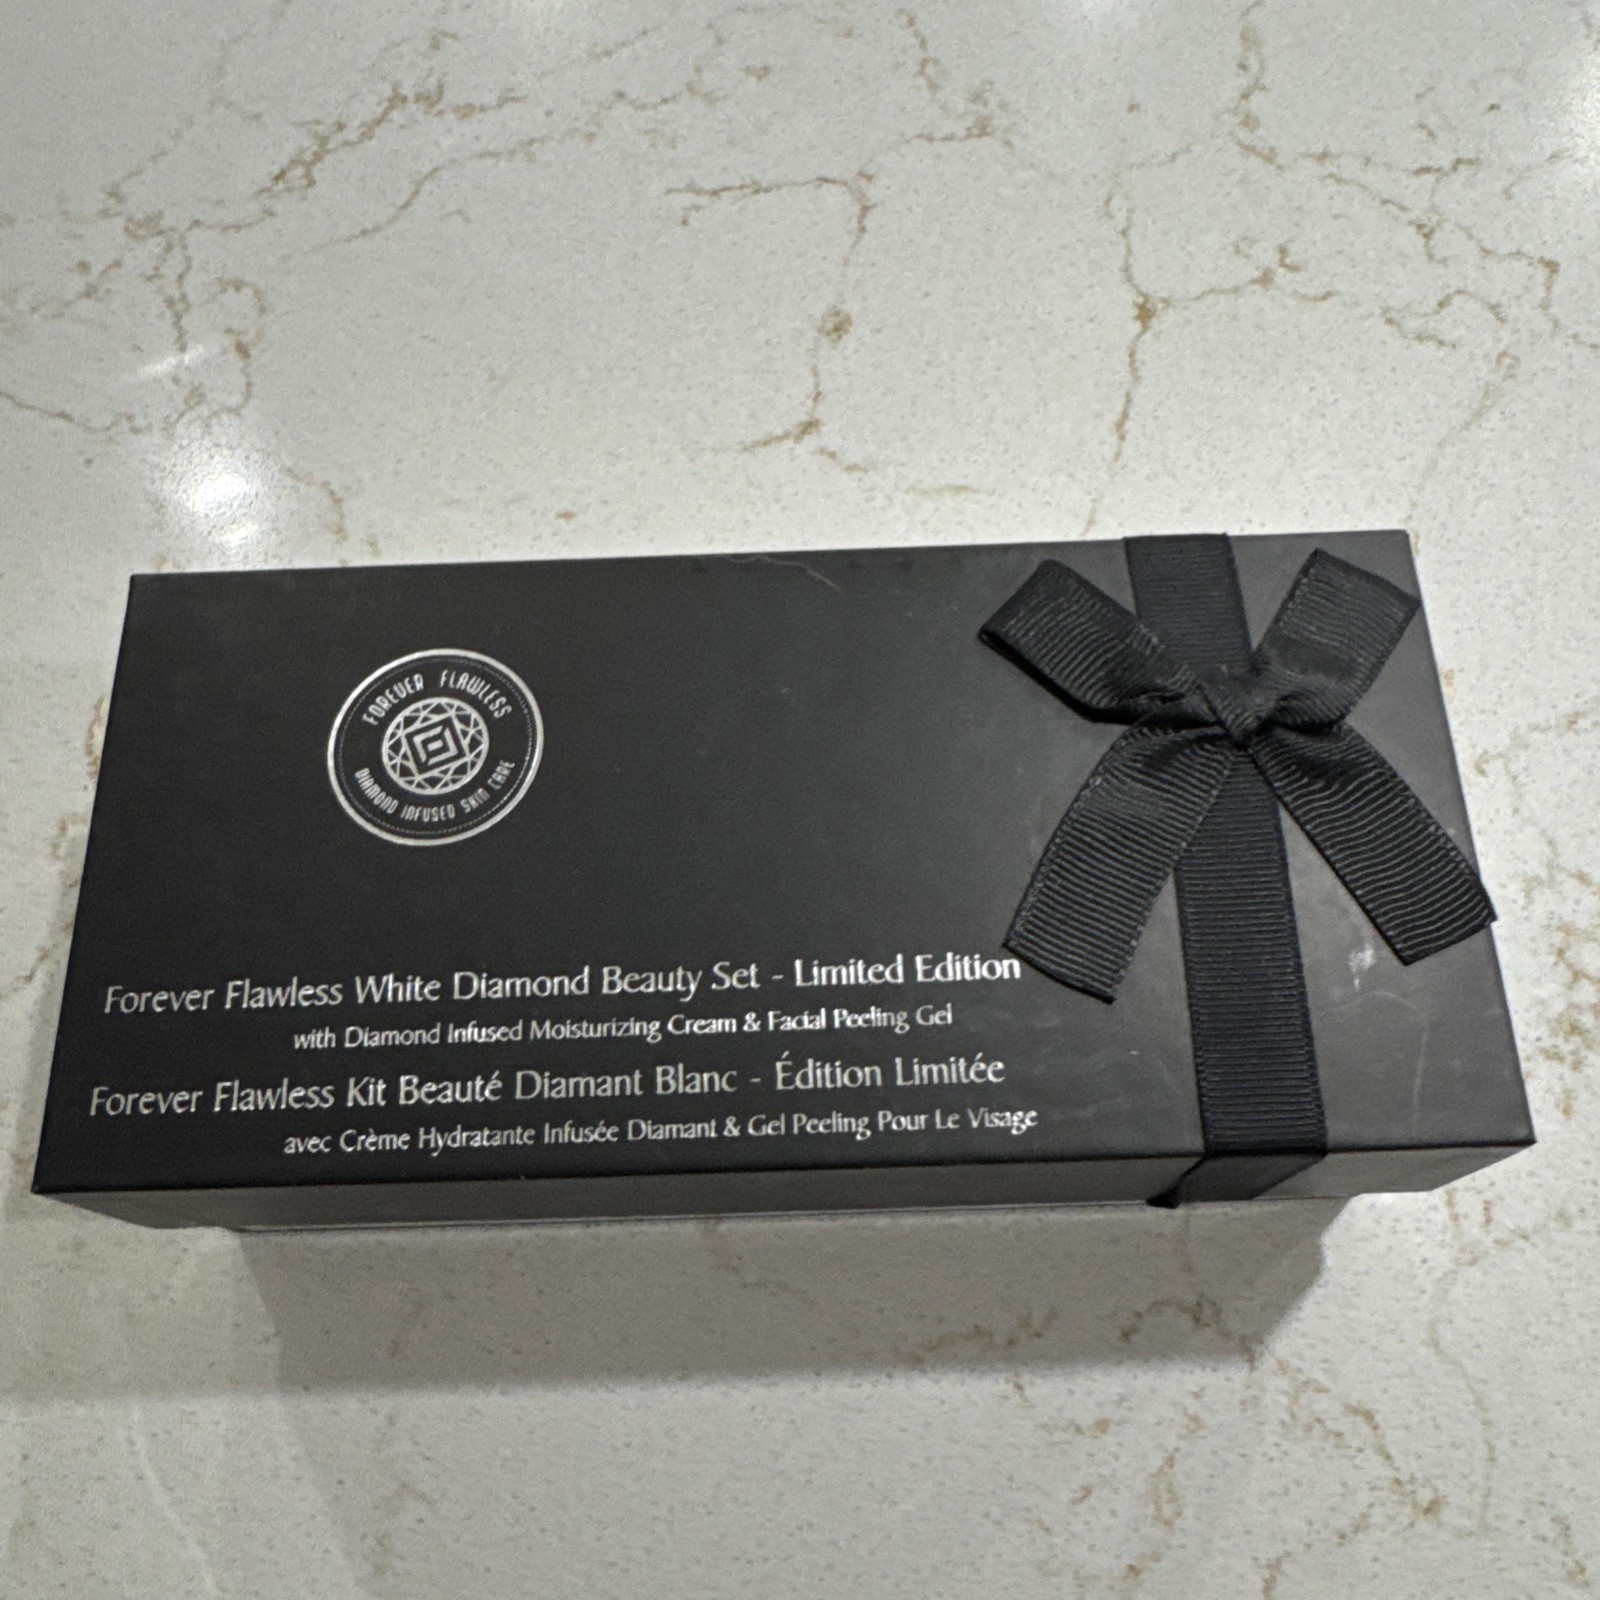 FOREVER FLAWLESS
DIAMOND INFUSED SKIN CARE
Forever Flawless White Diamond Beauty Set - Limited Edition
with Diamond Infused Moisturizing Cream & Facial Peeling Gel
Forever Flawless Kit Beauté Diamant Blanc - Édition Limitée
avec Crème Hydratante Infusée Diamant & Gel Peeling Pour Le Visage